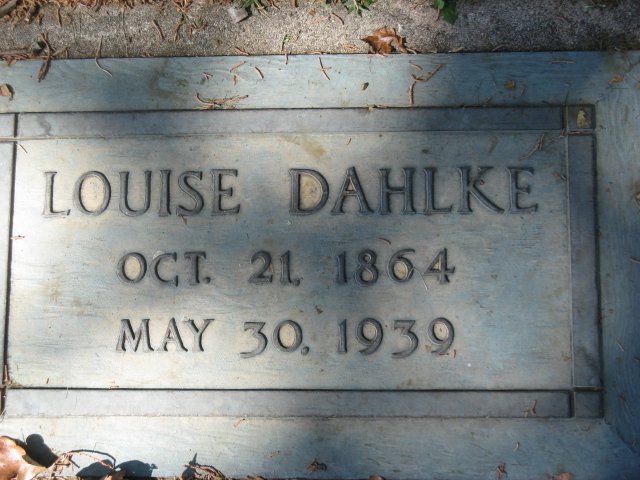 LOUISE DAHLKE
OCT. 21, 1864
MAY 30, 1939